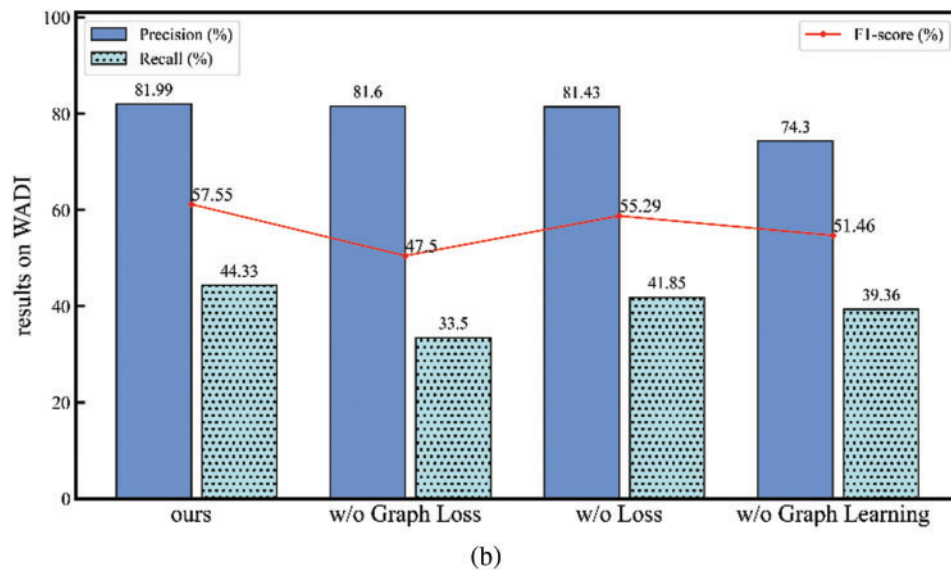 100
Precision (%)
Recall (%)
F1-score (%)
81.99
81.6
81.43
80
74.3
57.55
60
55.29
51.46
47.5
44.33
41.85
40
39.36
33.5
20
0
results on WADI
ours
w/o Graph Loss
w/o Loss
w/o Graph Learning
(b)